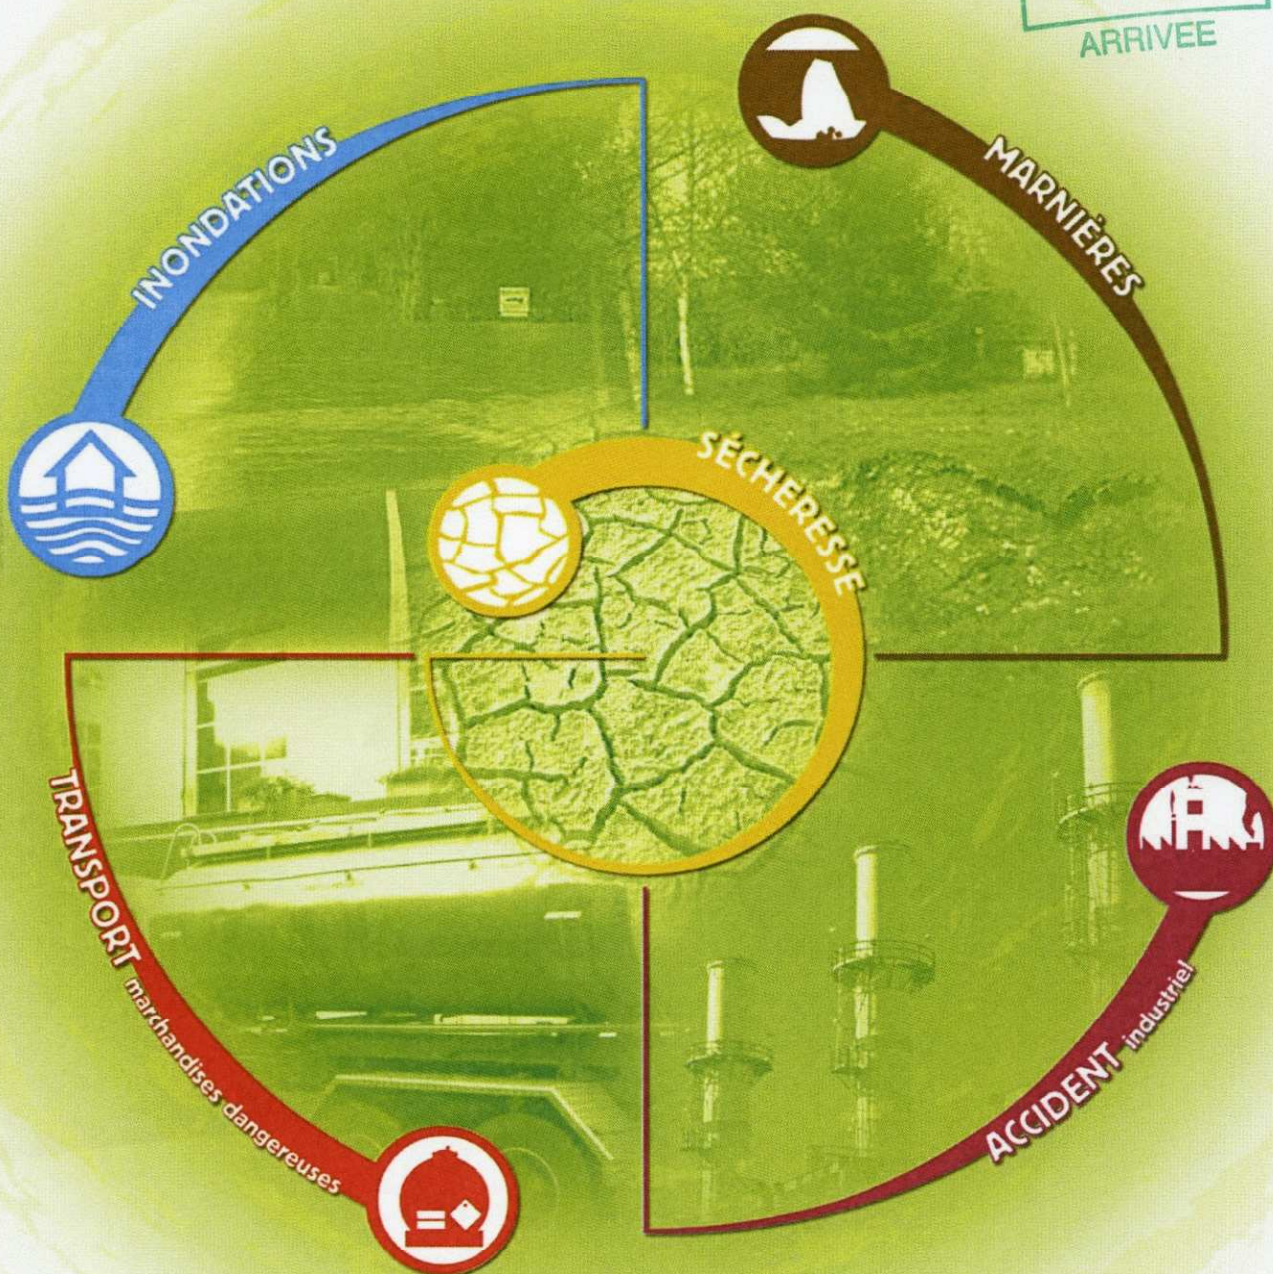 ARRIVEE
INONDATIONS
MARNIÈRES
SÉCHERESSE
TRANSPORT marchandises dangereuses
ACCIDENT industriel